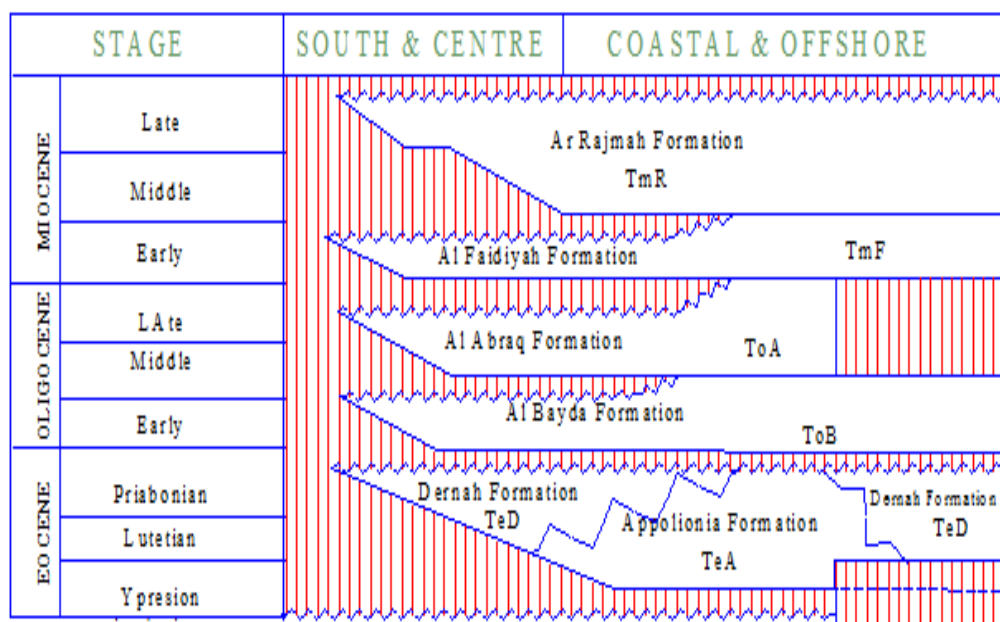 STAGE
SOUTH & CENTRE
COASTAL & OFFSHORE
MIOCENE
Late
Middle
Early
OLIGOCENE
LAte
Middle
Early
EOCENE
Priabonian
Lutetian
Ypresion
Ar Rajmah Formation
TmR
Al Faidiyah Formation
TmF
Al Abraq Formation
ToA
Al Bayda Formation
ToB
Dernah Formation
TeD
Appolionia Formation
TeA
Dernah Formation
TeD